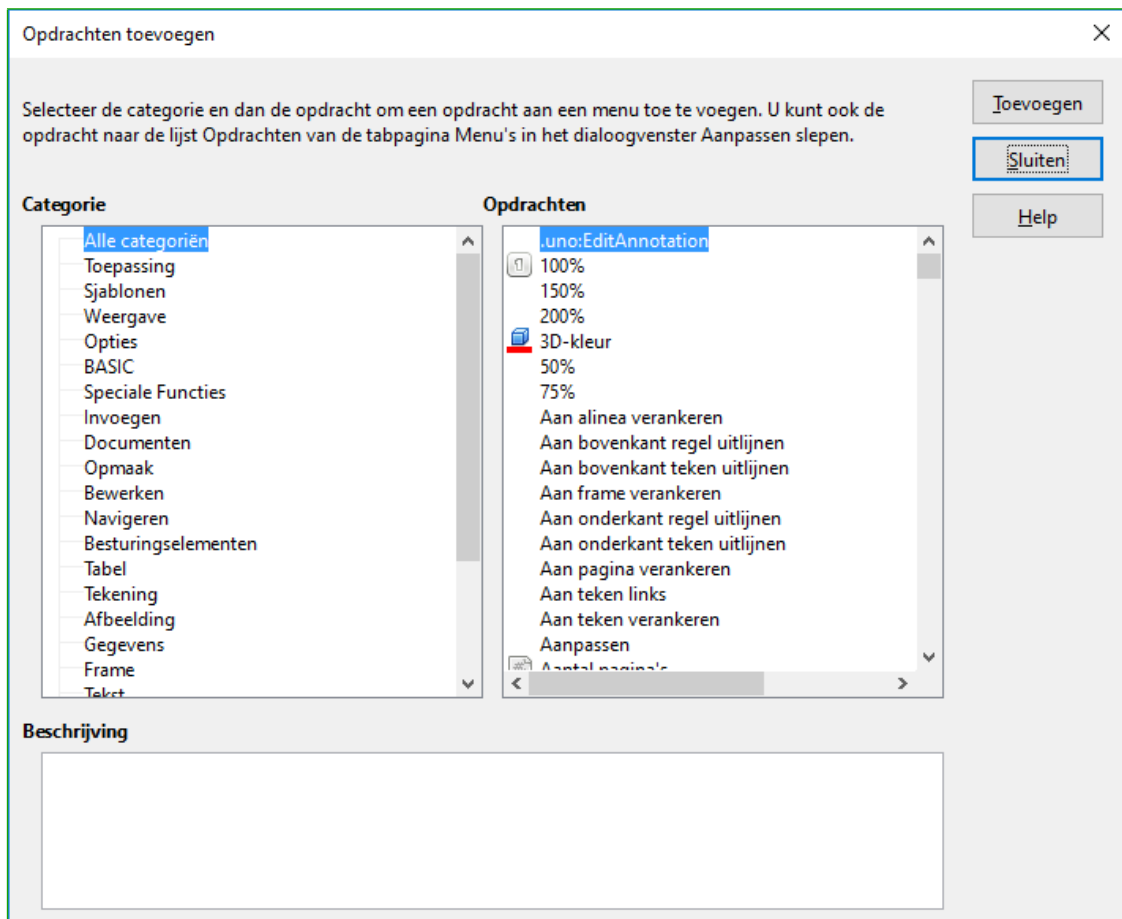 Opdrachten toevoegen
Selecteer de categorie en dan de opdracht om een opdracht aan een menu toe te voegen. U kunt ook de
opdracht naar de lijst Opdrachten van de tabpagina Menu's in het dialoogvenster Aanpassen slepen.
Toevoegen
Sluiten
Help
Categorie
Alle categoriën
Toepassing
Sjablonen
Weergave
Opties
BASIC
Speciale Functies
Invoegen
Documenten
Opmaak
Bewerken
Navigeren
Besturingselementen
Tabel
Tekening
Afbeelding
Gegevens
Frame
Tekst
Opdrachten
.uno:EditAnnotation
100%
150%
200%
3D-kleur
50%
75%
Aan alinea verankeren
Aan bovenkant regel uitlijnen
Aan bovenkant teken uitlijnen
Aan frame verankeren
Aan onderkant regel uitlijnen
Aan onderkant teken uitlijnen
Aan pagina verankeren
Aan teken links
Aan teken verankeren
Aanpassen
Aantal pagina's
Beschrijving